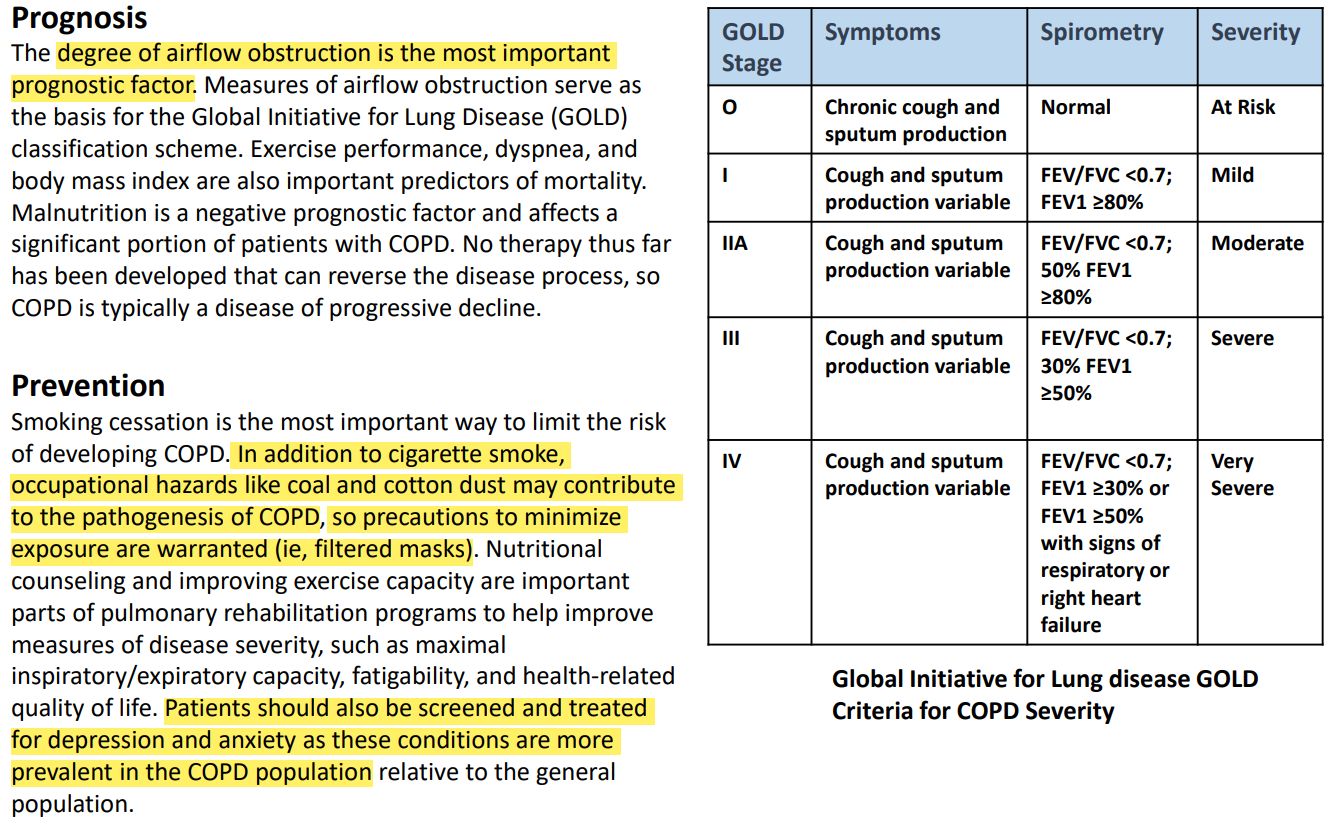 Prognosis
The degree of airflow obstruction is the most important
prognostic factor. Measures of airflow obstruction serve as
the basis for the Global Initiative for Lung Disease (GOLD)
classification scheme. Exercise performance, dyspnea, and
body mass index are also important predictors of mortality.
Malnutrition is a negative prognostic factor and affects a
significant portion of patients with COPD. No therapy thus far
has been developed that can reverse the disease process, so
COPD is typically a disease of progressive decline.
Prevention
Smoking cessation is the most important way to limit the risk
of developing COPD. In addition to cigarette smoke,
occupational hazards like coal and cotton dust may contribute
to the pathogenesis of COPD, so precautions to minimize
exposure are warranted (ie, filtered masks). Nutritional
counseling and improving exercise capacity are important
parts of pulmonary rehabilitation programs to help improve
measures of disease severity, such as maximal
inspiratory/expiratory capacity, fatigability, and health-related
quality of life. Patients should also be screened and treated
for depression and anxiety as these conditions are more
prevalent in the COPD population relative to the general
population.
GOLD
Stage
Symptoms
Spirometry
Severity
O
Chronic cough and
sputum production
Normal
At Risk
I
Cough and sputum
production variable
FEV/FVC <0.7;
FEV1 ≥80%
Mild
IIA
Cough and sputum
production variable
FEV/FVC <0.7;
50% FEV1
≥80%
Moderate
III
Cough and sputum
production variable
FEV/FVC <0.7;
30% FEV1
≥50%
Severe
IV
Cough and sputum
production variable
FEV/FVC <0.7;
FEV1 ≥30% or
FEV1 ≥50%
with signs of
respiratory or
right heart
failure
Very
Severe
Global Initiative for Lung disease GOLD
Criteria for COPD Severity